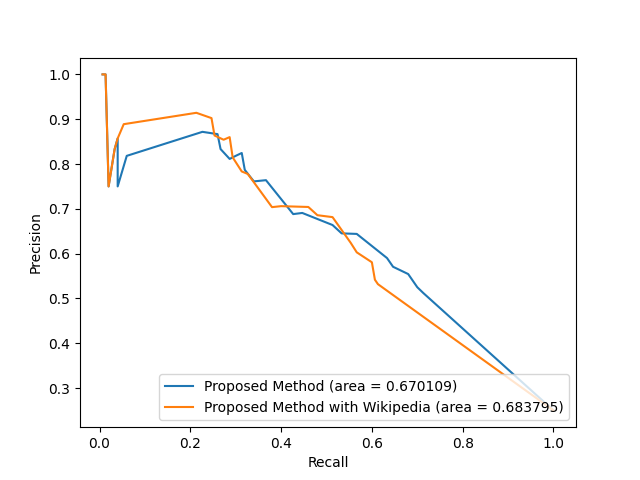 1.0
0.9
0.8
0.7
0.6
0.5
0.4
0.3
Precision
Proposed Method (area = 0.670109)
Proposed Method with Wikipedia (area = 0.683795)
0.0 0.2 0.4 0.6 0.8 1.0
Recall